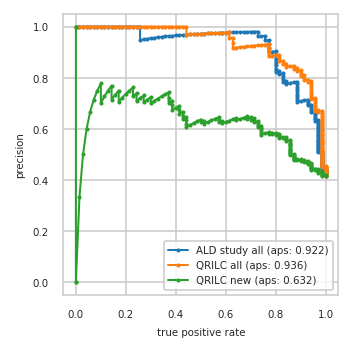 1.0
0.8
0.6
0.4
0.2
0.0
precision
0.0 0.2 0.4 0.6 0.8 1.0
true positive rate
ALD study all (aps: 0.922)
QRILC all (aps: 0.936)
QRILC new (aps: 0.632)